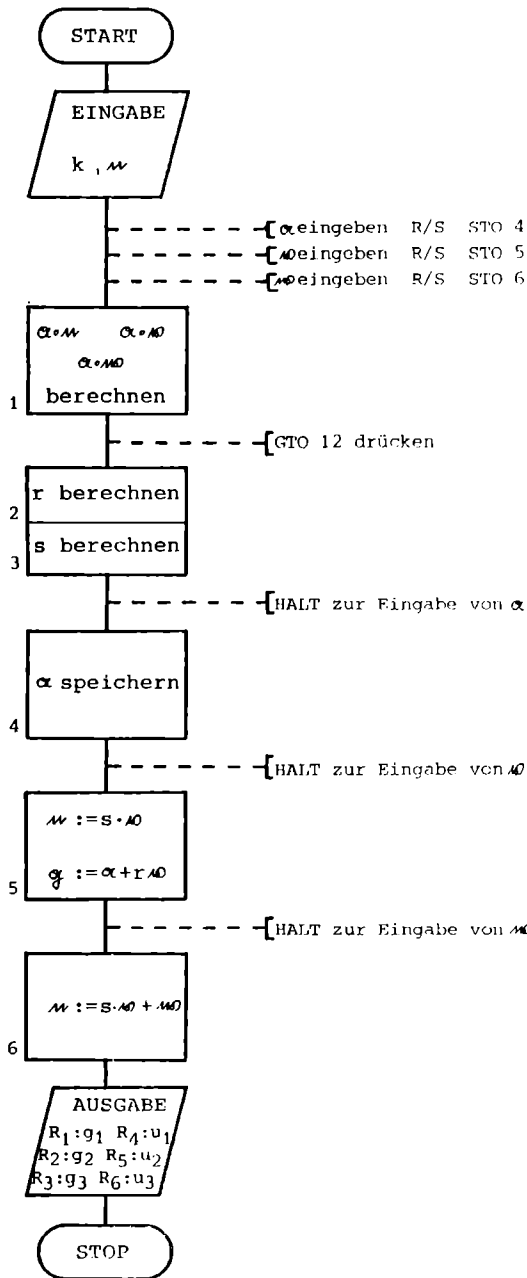 START
EINGABE
k , n
[a eingeben R/S STO 4
[v eingeben R/S STO 5
[w eingeben R/S STO 6
a·n a·v
a·w
berechnen
1
[GTO 12 drücken
r berechnen
2
s berechnen
3
[HALT zur Eingabe von a
a speichern
4
[HALT zur Eingabe von v
:=s·v
g :=a+r v
5
[HALT zur Eingabe von w
:=s·v+w
6
AUSGABE
R1:g1 R4:u1
R2:g2 R5:u2
R3:g3 R6:u3
STOP